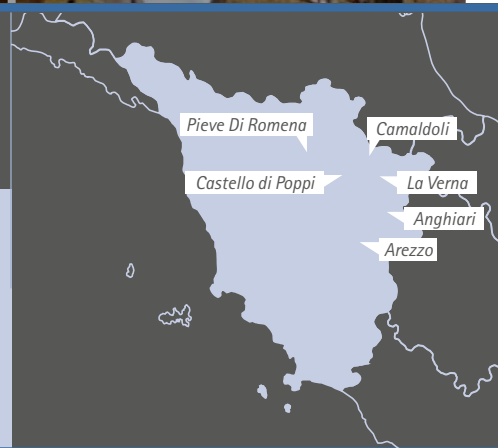 Pieve Di Romena
Camaldoli
Castello di Poppi
La Verna
Anghiari
Arezzo